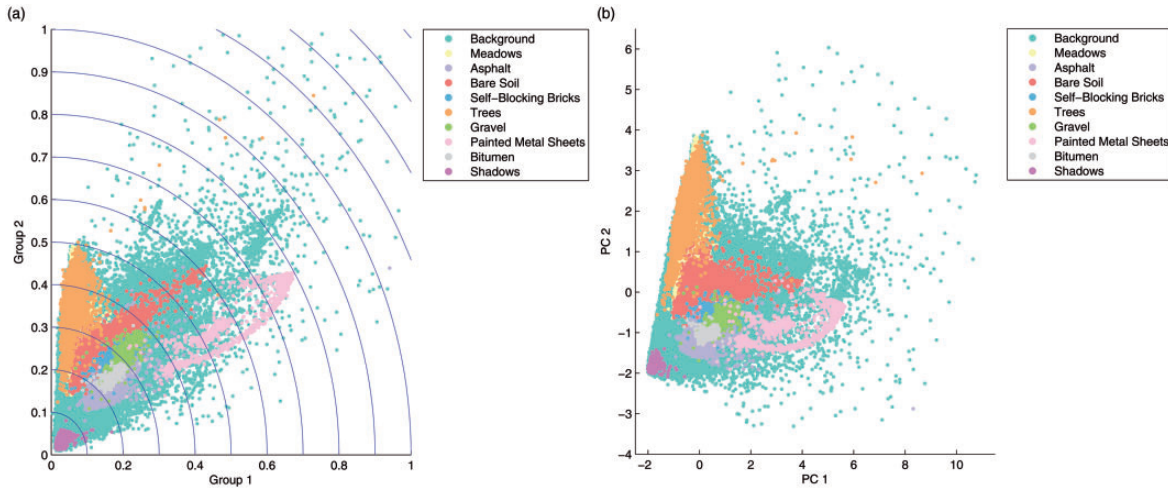 (a)
1
0.9
0.8
0.7
0.6
0.5
0.4
0.3
0.2
0.1
0
Group 2
0
0.2
0.4
0.6
0.8
1
Group 1
Background
Meadows
Asphalt
Bare Soil
Self−Blocking Bricks
Trees
Gravel
Painted Metal Sheets
Bitumen
Shadows
(b)
6
5
4
3
2
1
0
−1
−2
−3
−4
PC 2
−2
0
2
4
6
8
10
PC 1
Background
Meadows
Asphalt
Bare Soil
Self−Blocking Bricks
Trees
Gravel
Painted Metal Sheets
Bitumen
Shadows